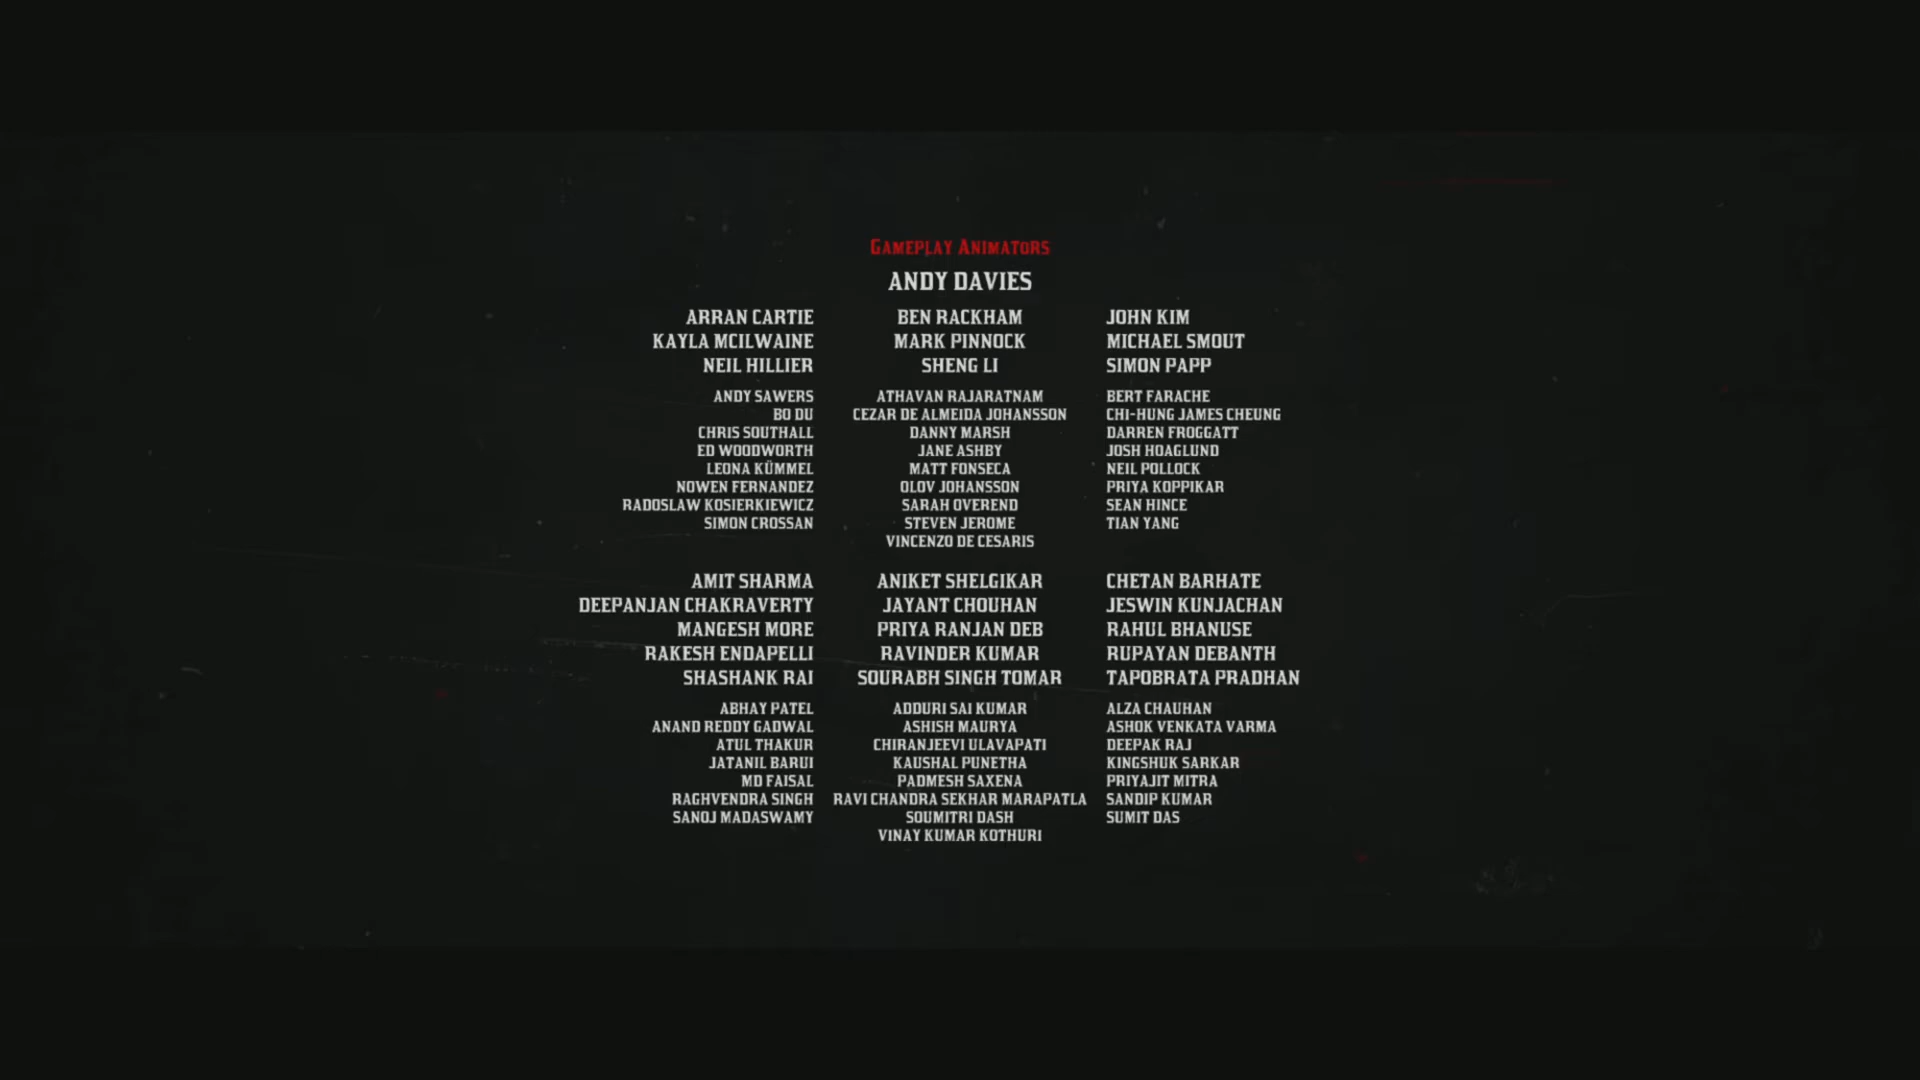 GAMEPLAY ANIMATORS
ANDY DAVIES
ARRAN CARTIE BEN RACKHAM JOHN KIM
KAYLA MCILWAINE MARK PINNOCK MICHAEL SMOUT
NEIL HILLIER SHENG LI SIMON PAPP
ANDY SAWERS ATHAVAN RAJARATNAM BERT FARACHE
BO DU CEZAR DE ALMEIDA JOHANSSON CHI-HUNG JAMES CHEUNG
CHRIS SOUTHALL DANNY MARSH DARREN FROGGATT
ED WOODWORTH JANE ASHBY JOSH HOAGLUND
LEONA KÜMMEL MATT FONSECA NEIL POLLOCK
NOWEN FERNANDEZ OLOV JOHANSSON PRIYA KOPPIKAR
RADOSLAW KOSIERKIEWICZ SARAH OVEREND SEAN HINCE
SIMON CROSSAN STEVEN JEROME TIAN YANG
VINCENZO DE CESARIS
AMIT SHARMA ANIKET SHELGIKAR CHETAN BARHATE
DEEPANJAN CHAKRAVERTY JAYANT CHOUHAN JESWIN KUNJACHAN
MANGESH MORE PRIYA RANJAN DEB RAHUL BHANUSE
RAKESH ENDAPELLI RAVINDER KUMAR RUPAYAN DEBANTH
SHASHANK RAI SOURABH SINGH TOMAR TAPOBRATA PRADHAN
ABHAY PATEL ADDURI SAI KUMAR ALZA CHAUHAN
ANAND REDDY GADWAL ASHISH MAURYA ASHOK VENKATA VARMA
ATUL THAKUR CHIRANJEEVI ULAVAPATI DEEPAK RAJ
JATANIL BARUI KAUSHAL PUNETHA KINGSHUK SARKAR
MD FAISAL PADMESH SAXENA PRIYAJIT MITRA
RAGHVENDRA SINGH RAVI CHANDRA SEKHAR MARAPATLA SANDIP KUMAR
SANOJ MADASWAMY SOUMITRI DASH SUMIT DAS
VINAY KUMAR KOTHURI